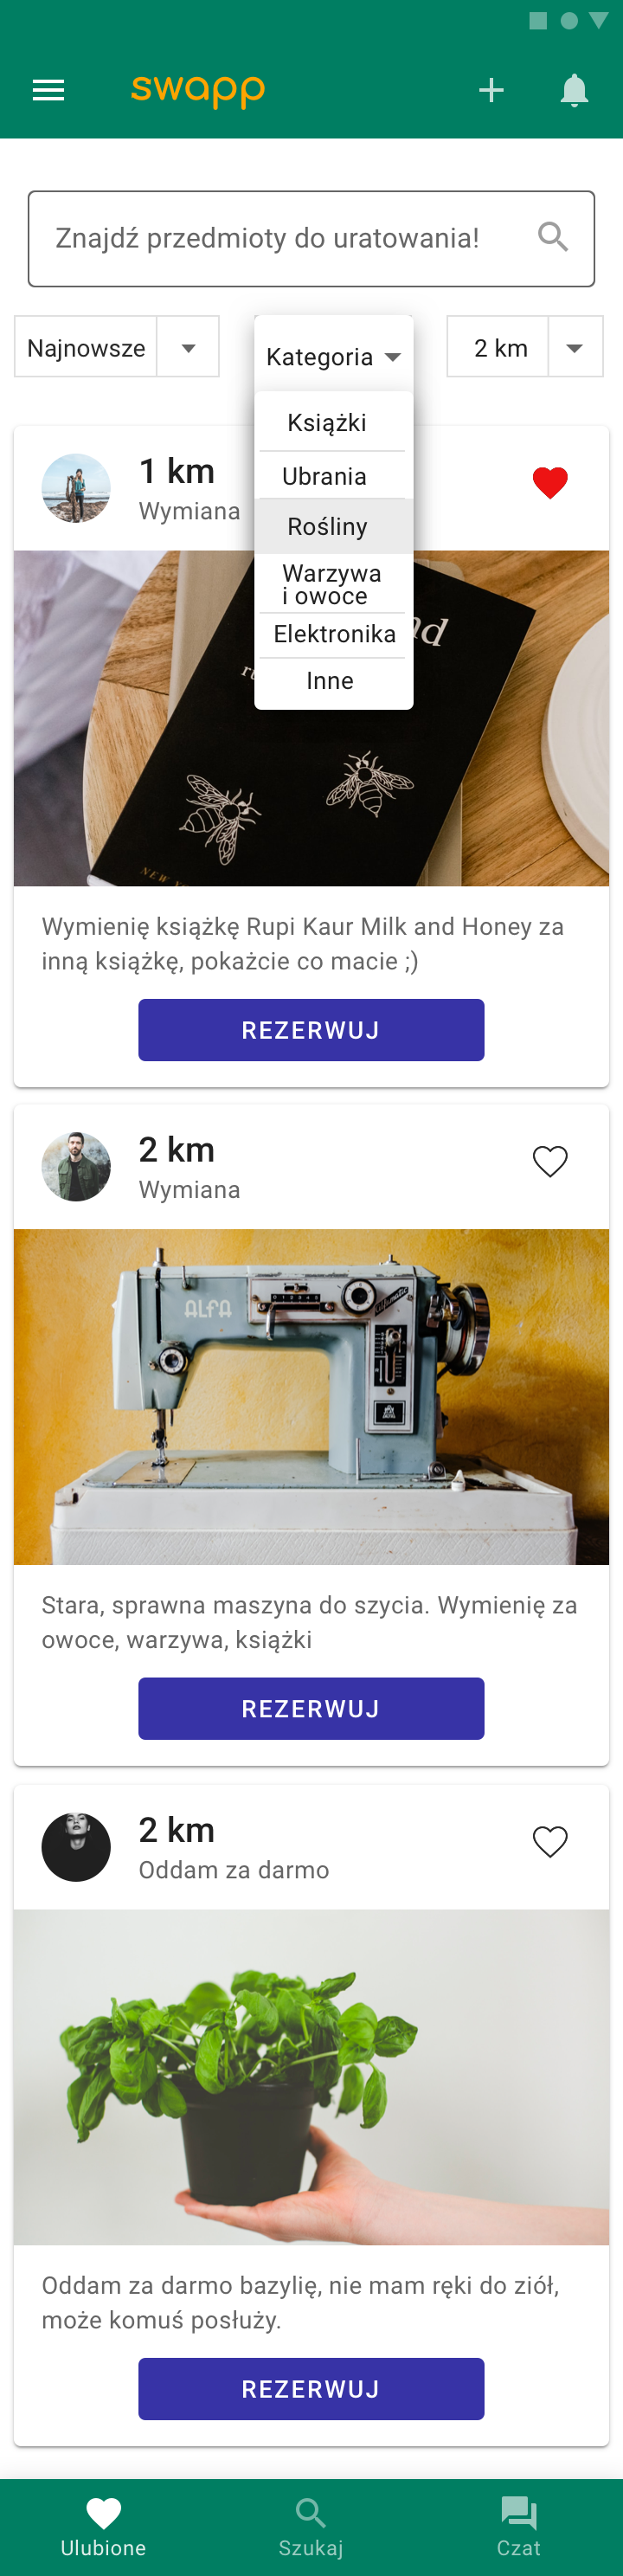 swapp
Znajdź przedmioty do uratowania!
Najnowsze
Kategoria
2 km
Książki
Ubrania
Rośliny
Warzywa
i owoce
Elektronika
Inne
1 km
Wymiana
Wymienię książkę Rupi Kaur Milk and Honey za
inną książkę, pokażcie co macie ;)
REZERWUJ
2 km
Wymiana
ALFA
Automatic
Stara, sprawna maszyna do szycia. Wymienię za
owoce, warzywa, książki
REZERWUJ
2 km
Oddam za darmo
Oddam za darmo bazylię, nie mam ręki do ziół,
może komuś posłuży.
REZERWUJ
Ulubione
Szukaj
Czat